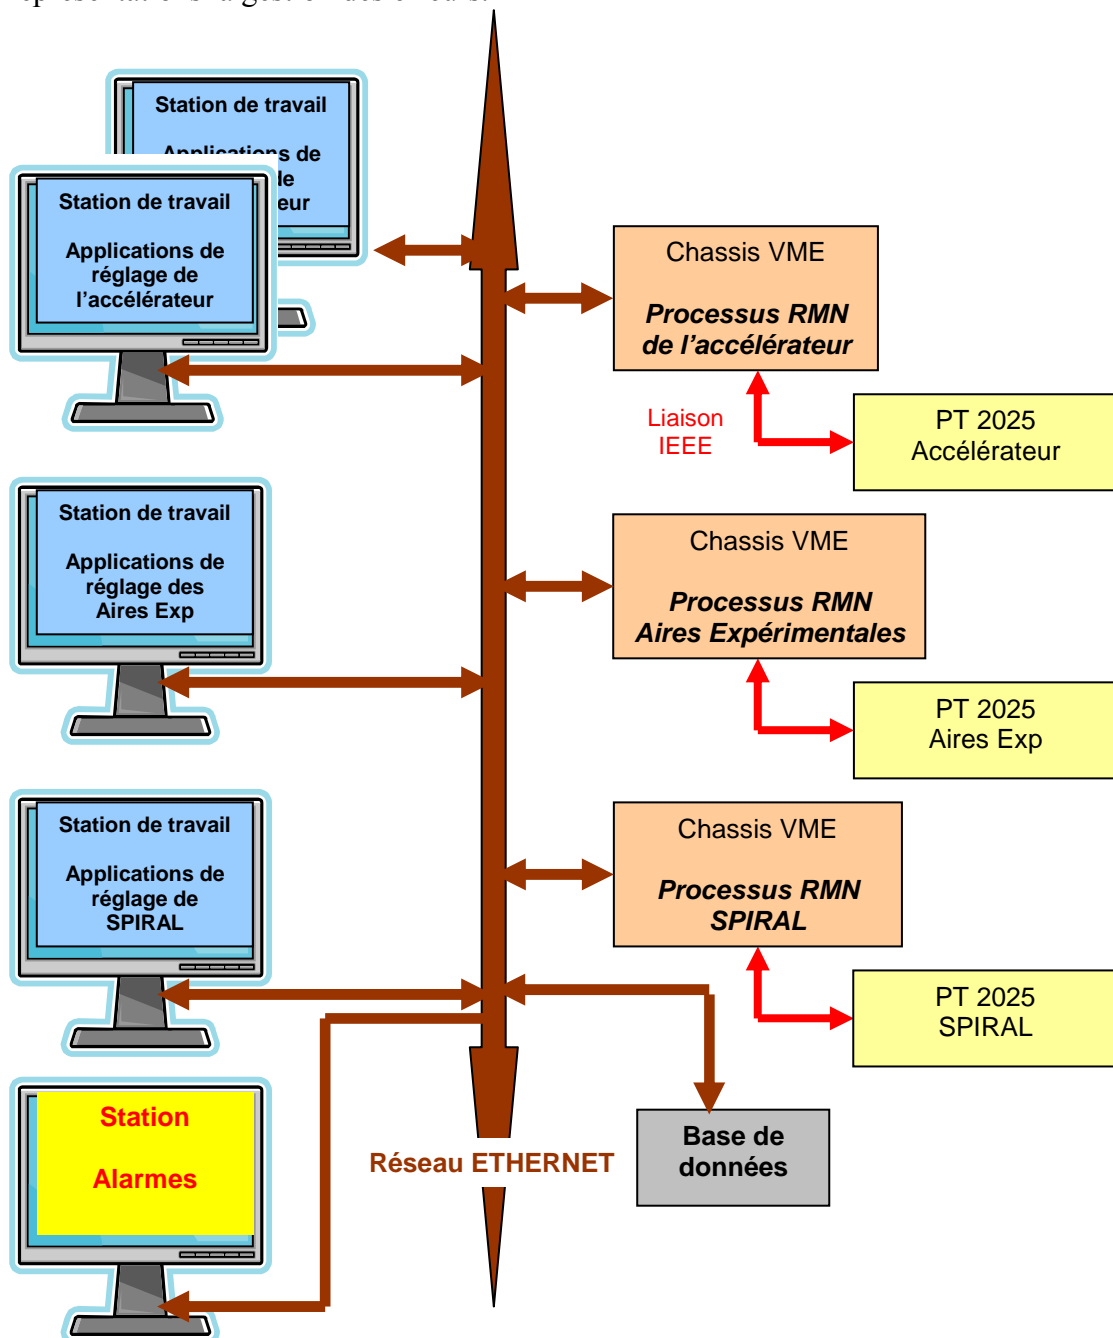 Station de travail
Applications de
de
eur
Station de travail
Applications de
réglage de
l'accélérateur
Chassis VME
Processus RMN
de l'accélérateur
Liaison
IEEE
PT 2025
Accélérateur
Station de travail
Applications de
réglage des
Aires Exp
Chassis VME
Processus RMN
Aires Expérimentales
PT 2025
Aires Exp
Station de travail
Applications de
réglage de
SPIRAL
Chassis VME
Processus RMN
SPIRAL
PT 2025
SPIRAL
Station
Alarmes
Réseau ETHERNET
Base de
données